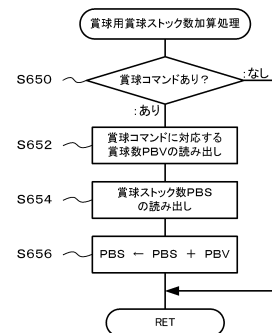 賞球用賞球ストック数加算処理
S650
賞球コマンドあり?
:なし
:あり
S652
賞球コマンドに対応する
賞球数PBVの読み出し
S654
賞球ストック数PBS
の読み出し
S656
PBS ← PBS + PBV
RET